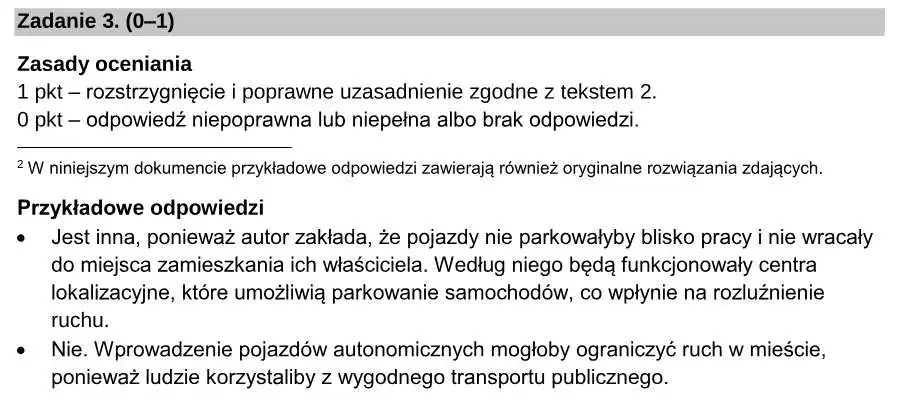 Zadanie 3. (0–1)
Zasady oceniania
1 pkt – rozstrzygnięcie i poprawne uzasadnienie zgodne z tekstem 2.
0 pkt – odpowiedź niepoprawna lub niepełna albo brak odpowiedzi.
2 W niniejszym dokumencie przykładowe odpowiedzi zawierają również oryginalne rozwiązania zdających.
Przykładowe odpowiedzi
• Jest inna, ponieważ autor zakłada, że pojazdy nie parkowałyby blisko pracy i nie wracały
do miejsca zamieszkania ich właściciela. Według niego będą funkcjonowały centra
lokalizacyjne, które umożliwią parkowanie samochodów, co wpłynie na rozluźnienie
ruchu.
• Nie. Wprowadzenie pojazdów autonomicznych mogłoby ograniczyć ruch w mieście,
ponieważ ludzie korzystaliby z wygodnego transportu publicznego.